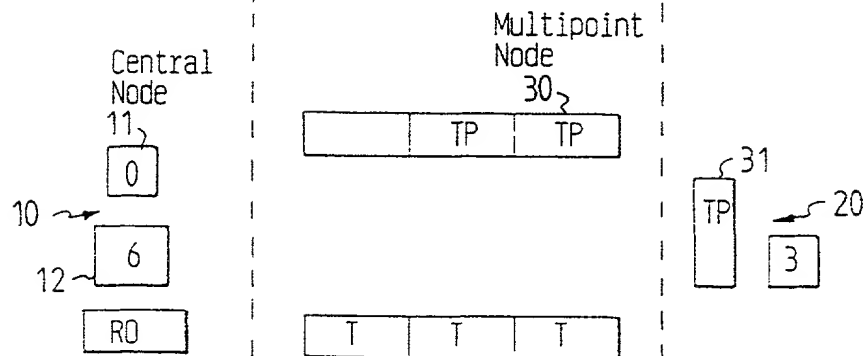 Multipoint
Node
30
Central
Node
11
0
TP TP
31
TP
10
20
6
3
12
RO
T T T